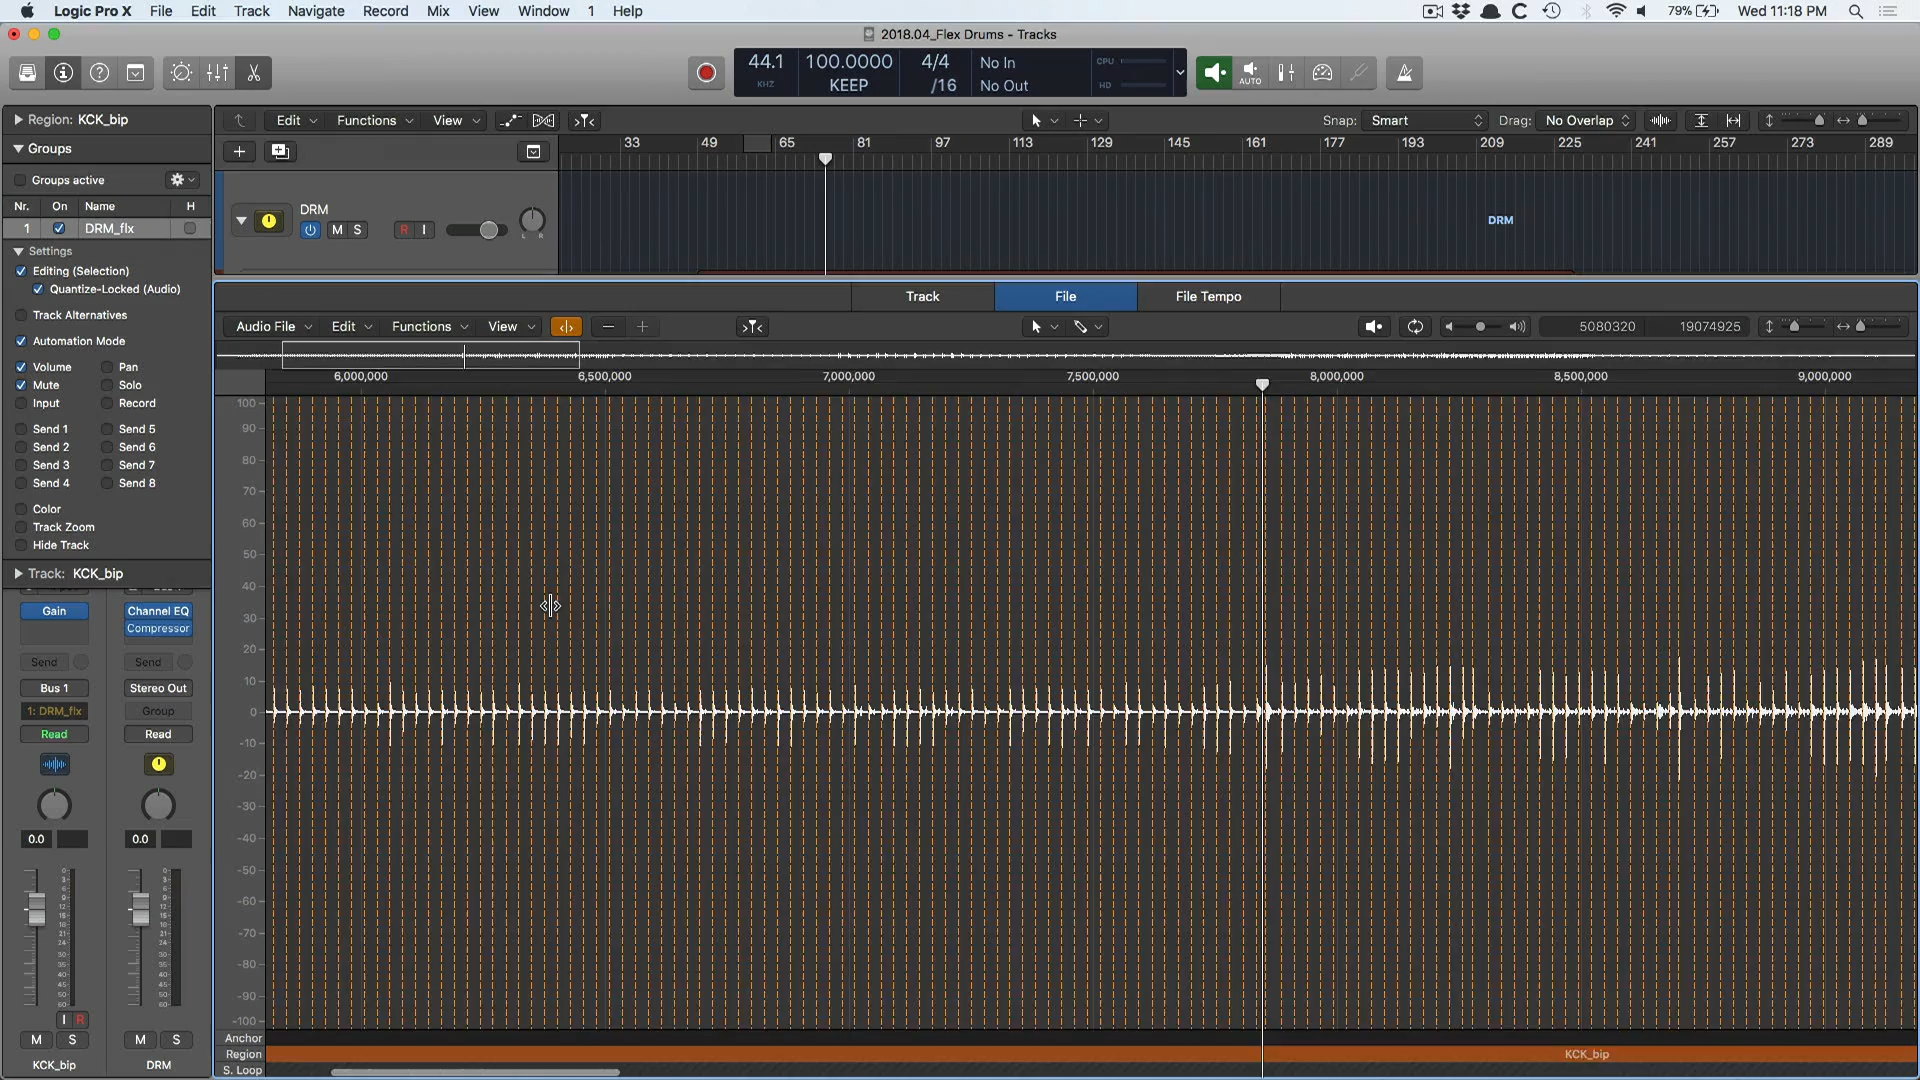 Logic Pro X File Edit Track Navigate Record Mix View Window 1 Help 79% Wed 11:18 PM
2018.04_Flex Drums - Tracks
44.1 100.0000 4/4 No In CPU
KHZ KEEP /16 No Out HD
AUTO
Region: KCK_bip
Edit Functions View Snap: Smart Drag: No Overlap
33 49 65 81 97 113 129 145 161 177 193 209 225 241 257 273 289
Groups
Groups active
Nr. On Name H
1 DRM_flx
DRM
M S R I
L R
DRM
Settings
Editing (Selection)
Quantize-Locked (Audio)
Track Alternatives
Automation Mode
Volume Pan
Mute Solo
Input Record
Send 1 Send 5
Send 2 Send 6
Send 3 Send 7
Send 4 Send 8
Color
Track Zoom
Hide Track
Track: KCK_bip
Gain Channel EQ
Compressor
Send Send
Bus 1 Stereo Out
1: DRM_flx Group
Read Read
0.0 0.0
I R
M S M S
KCK_bip DRM
Track File File Tempo
Audio File Edit Functions View 5080320 19074925
6,000,000 6,500,000 7,000,000 7,500,000 8,000,000 8,500,000 9,000,000
100
90
80
70
60
50
40
30
20
10
0
-10
-20
-30
-40
-50
-60
-70
-80
-90
-100
Anchor
Region KCK_bip
S. Loop